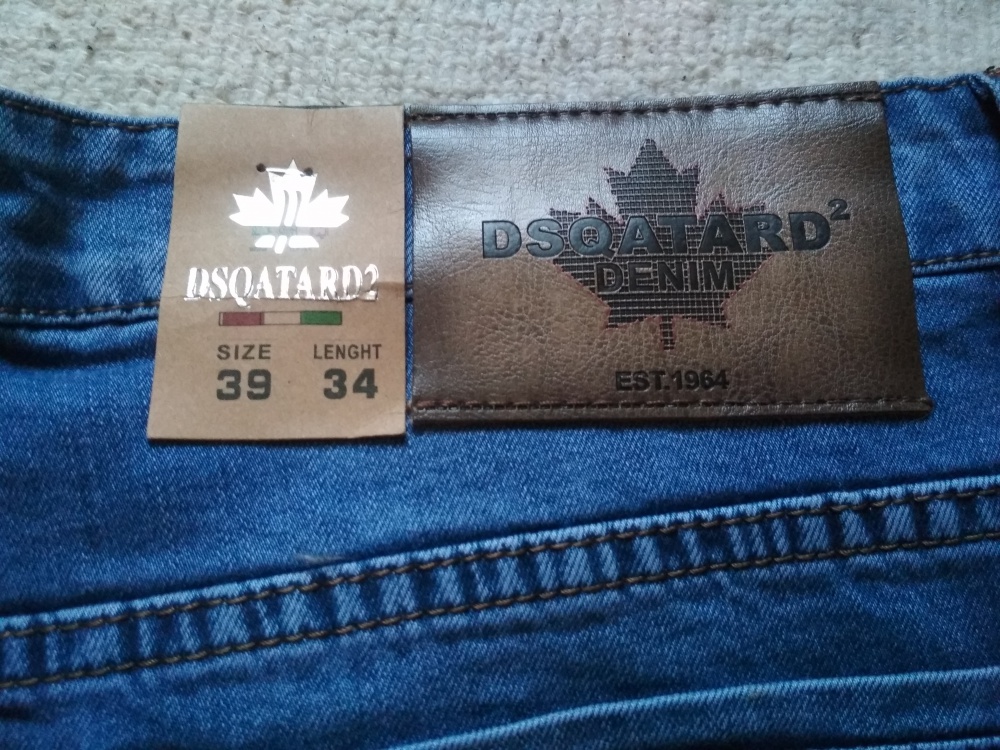 DSQATARD2
SIZE LENGHT
39 34
DSQATARD²
DENIM
EST.1964